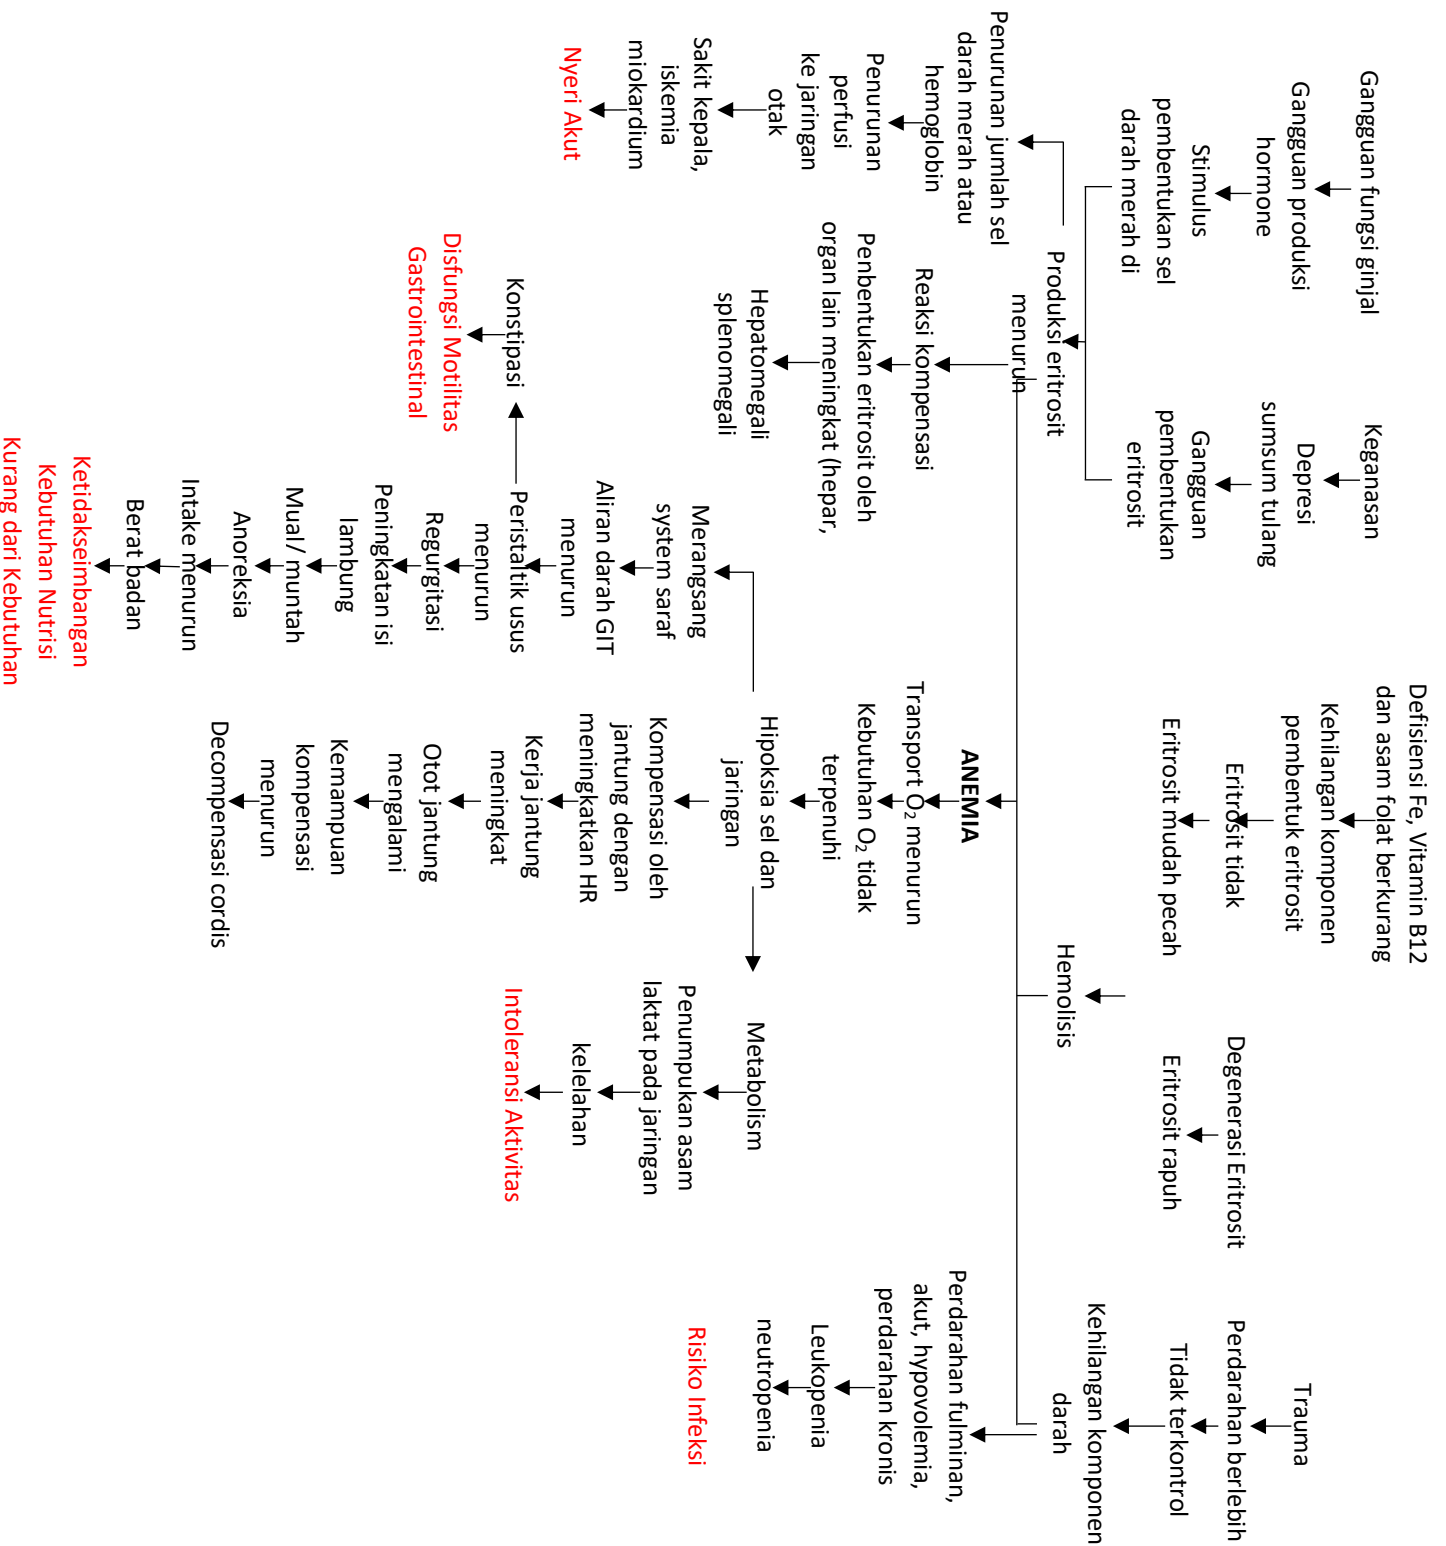 Gangguan fungsi ginjal
Gangguan produksi
hormone
Stimulus
pembentukan sel
darah merah di
Keganasan
Depresi
sumsum tulang
Gangguan
pembentukan
eritrosit
Defisiensi Fe, Vitamin B12
dan asam folat berkurang
Kehilangan komponen
pembentuk eritrosit
Eritrosit tidak
Eritrosit mudah pecah
Degenerasi Eritrosit
Eritrosit rapuh
Trauma
Perdarahan berlebih
Tidak terkontrol
Kehilangan komponen
darah
Produksi eritrosit
menurun
Hemolisis
Penurunan jumlah sel
darah merah atau
hemoglobin
Penurunan
perfusi
ke jaringan
otak
Sakit kepala,
iskemia
miokardium
Nyeri Akut
Reaksi kompensasi
Penbentukan eritrosit oleh
organ lain meningkat (hepar,
Hepatomegali
splenomegali
ANEMIA
Transport O₂ menurun
Kebutuhan O₂ tidak
terpenuhi
Hipoksia sel dan
jaringan
Perdarahan fulminan,
akut, hypovolemia,
perdarahan kronis
Leukopenia
neutropenia
Risiko Infeksi
Merangsang
system saraf
Aliran darah GIT
menurun
Peristaltik usus
menurun
Konstipasi
Disfungsi Motilitas
Gastrointestinal
Regurgitasi
Peningkatan isi
lambung
Mual/ muntah
Anoreksia
Intake menurun
Berat badan
Ketidakseimbangan
Kebutuhan Nutrisi
Kurang dari Kebutuhan
Kompensasi oleh
jantung dengan
meningkatkan HR
Kerja jantung
meningkat
Otot jantung
mengalami
Kemampuan
kompensasi
menurun
Decompensasi cordis
Metabolism
Penumpukan asam
laktat pada jaringan
kelelahan
Intoleransi Aktivitas